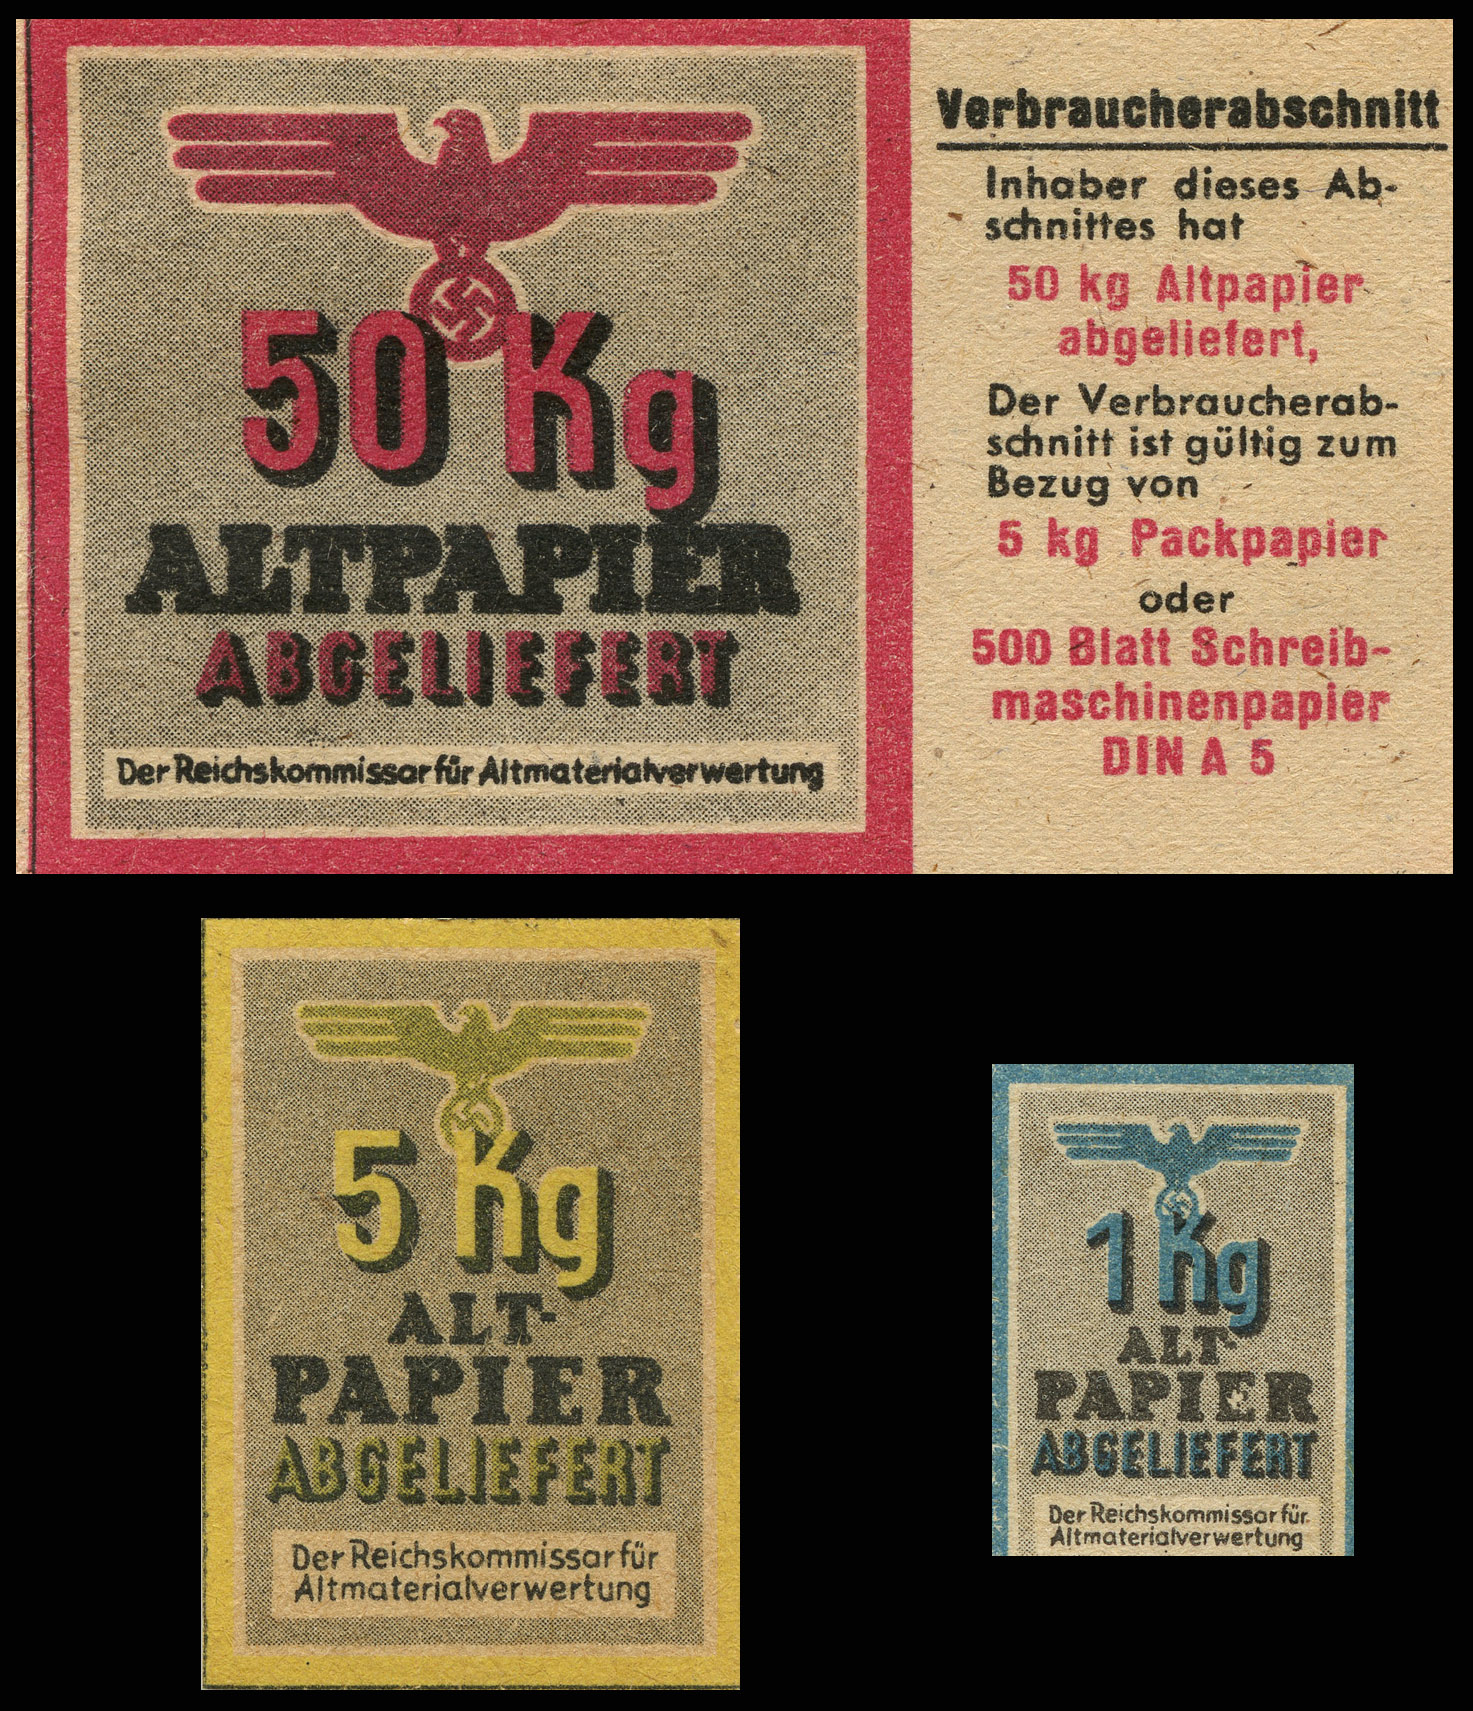 50 Kg
ALTPAPIER
ABGELIEFERT
Der Reichskommissar für Altmaterialverwertung
Verbraucherabschnitt
Inhaber dieses Ab-
schnittes hat
50 kg Altpapier
abgeliefert,
Der Verbraucherab-
schnitt ist gültig zum
Bezug von
5 kg Packpapier
oder
500 Blatt Schreib-
maschinenpapier
DIN A 5
5 Kg
ALT-
PAPIER
ABGELIEFERT
Der Reichskommissar für
Altmaterialverwertung
1 Kg
ALT-
PAPIER
ABGELIEFERT
Der Reichskommissar für
Altmaterialverwertung